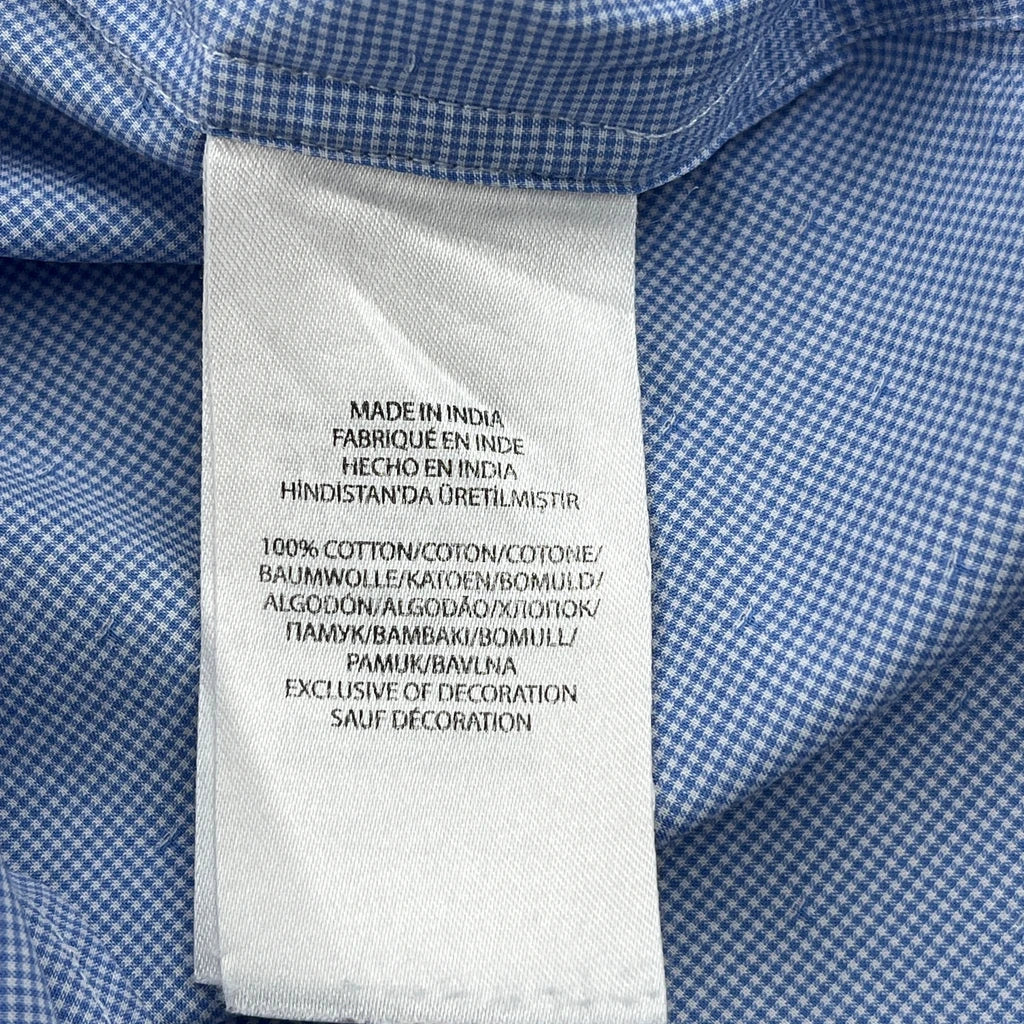 MADE IN INDIA
FABRIQUÉ EN INDE
HECHO EN INDIA
HİNDİSTAN'DA ÜRETİLMİŞTİR
100% COTTON/COTON/COTONE/
BAUMWOLLE/KATOEN/BOMULD/
ALGODÓN/ALGODÃO/ХЛОПОК/
ПАМУК/BAMBAKI/BOMULL/
PAMUK/BAVLNA
EXCLUSIVE OF DECORATION
SAUF DÉCORATION